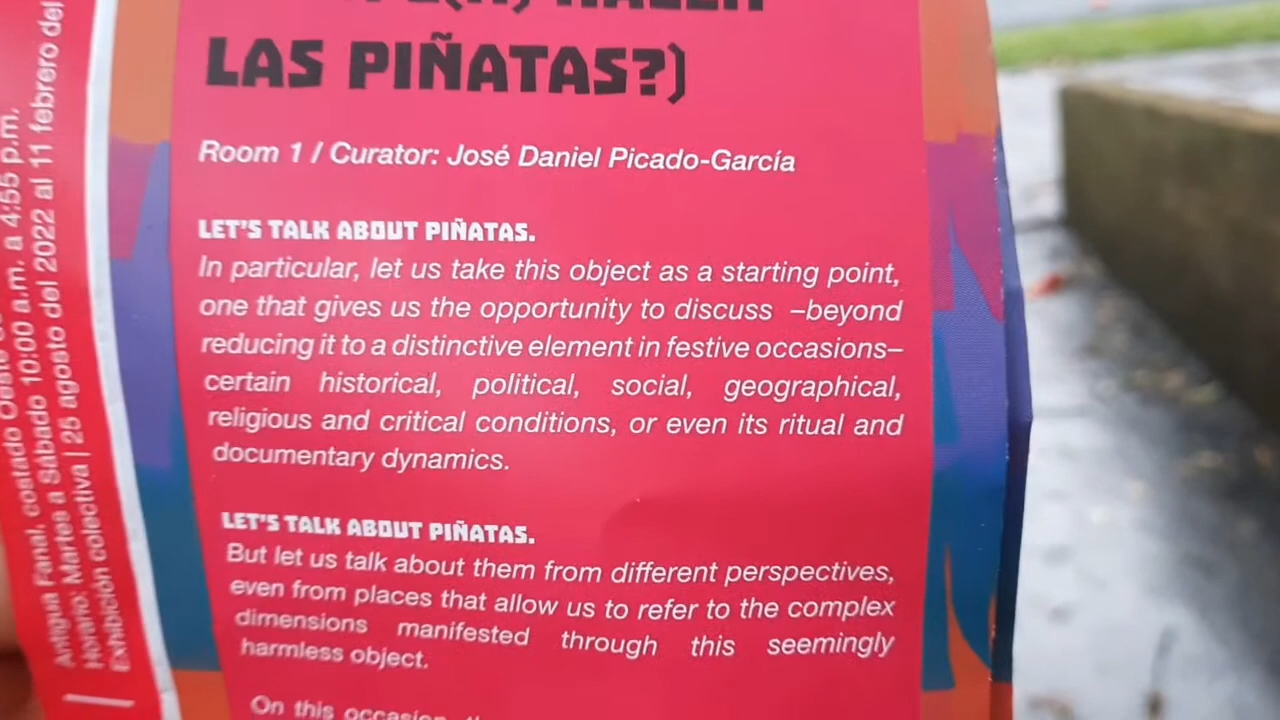 LAS PIÑATAS?)
Room 1 / Curator: José Daniel Picado-García
LET'S TALK ABOUT PIÑATAS.
In particular, let us take this object as a starting point,
one that gives us the opportunity to discuss –beyond
reducing it to a distinctive element in festive occasions–
certain historical, political, social, geographical,
religious and critical conditions, or even its ritual and
documentary dynamics.
LET'S TALK ABOUT PIÑATAS.
But let us talk about them from different perspectives,
even from places that allow us to refer to the complex
dimensions manifested through this seemingly
harmless object.
On this occasion
Antigua Fanal, costado Oeste
Horario: Martes a Sábado 10:00 a.m. a 4:55 p.m.
Exhibición colectiva | 25 agosto del 2022 al 11 febrero del